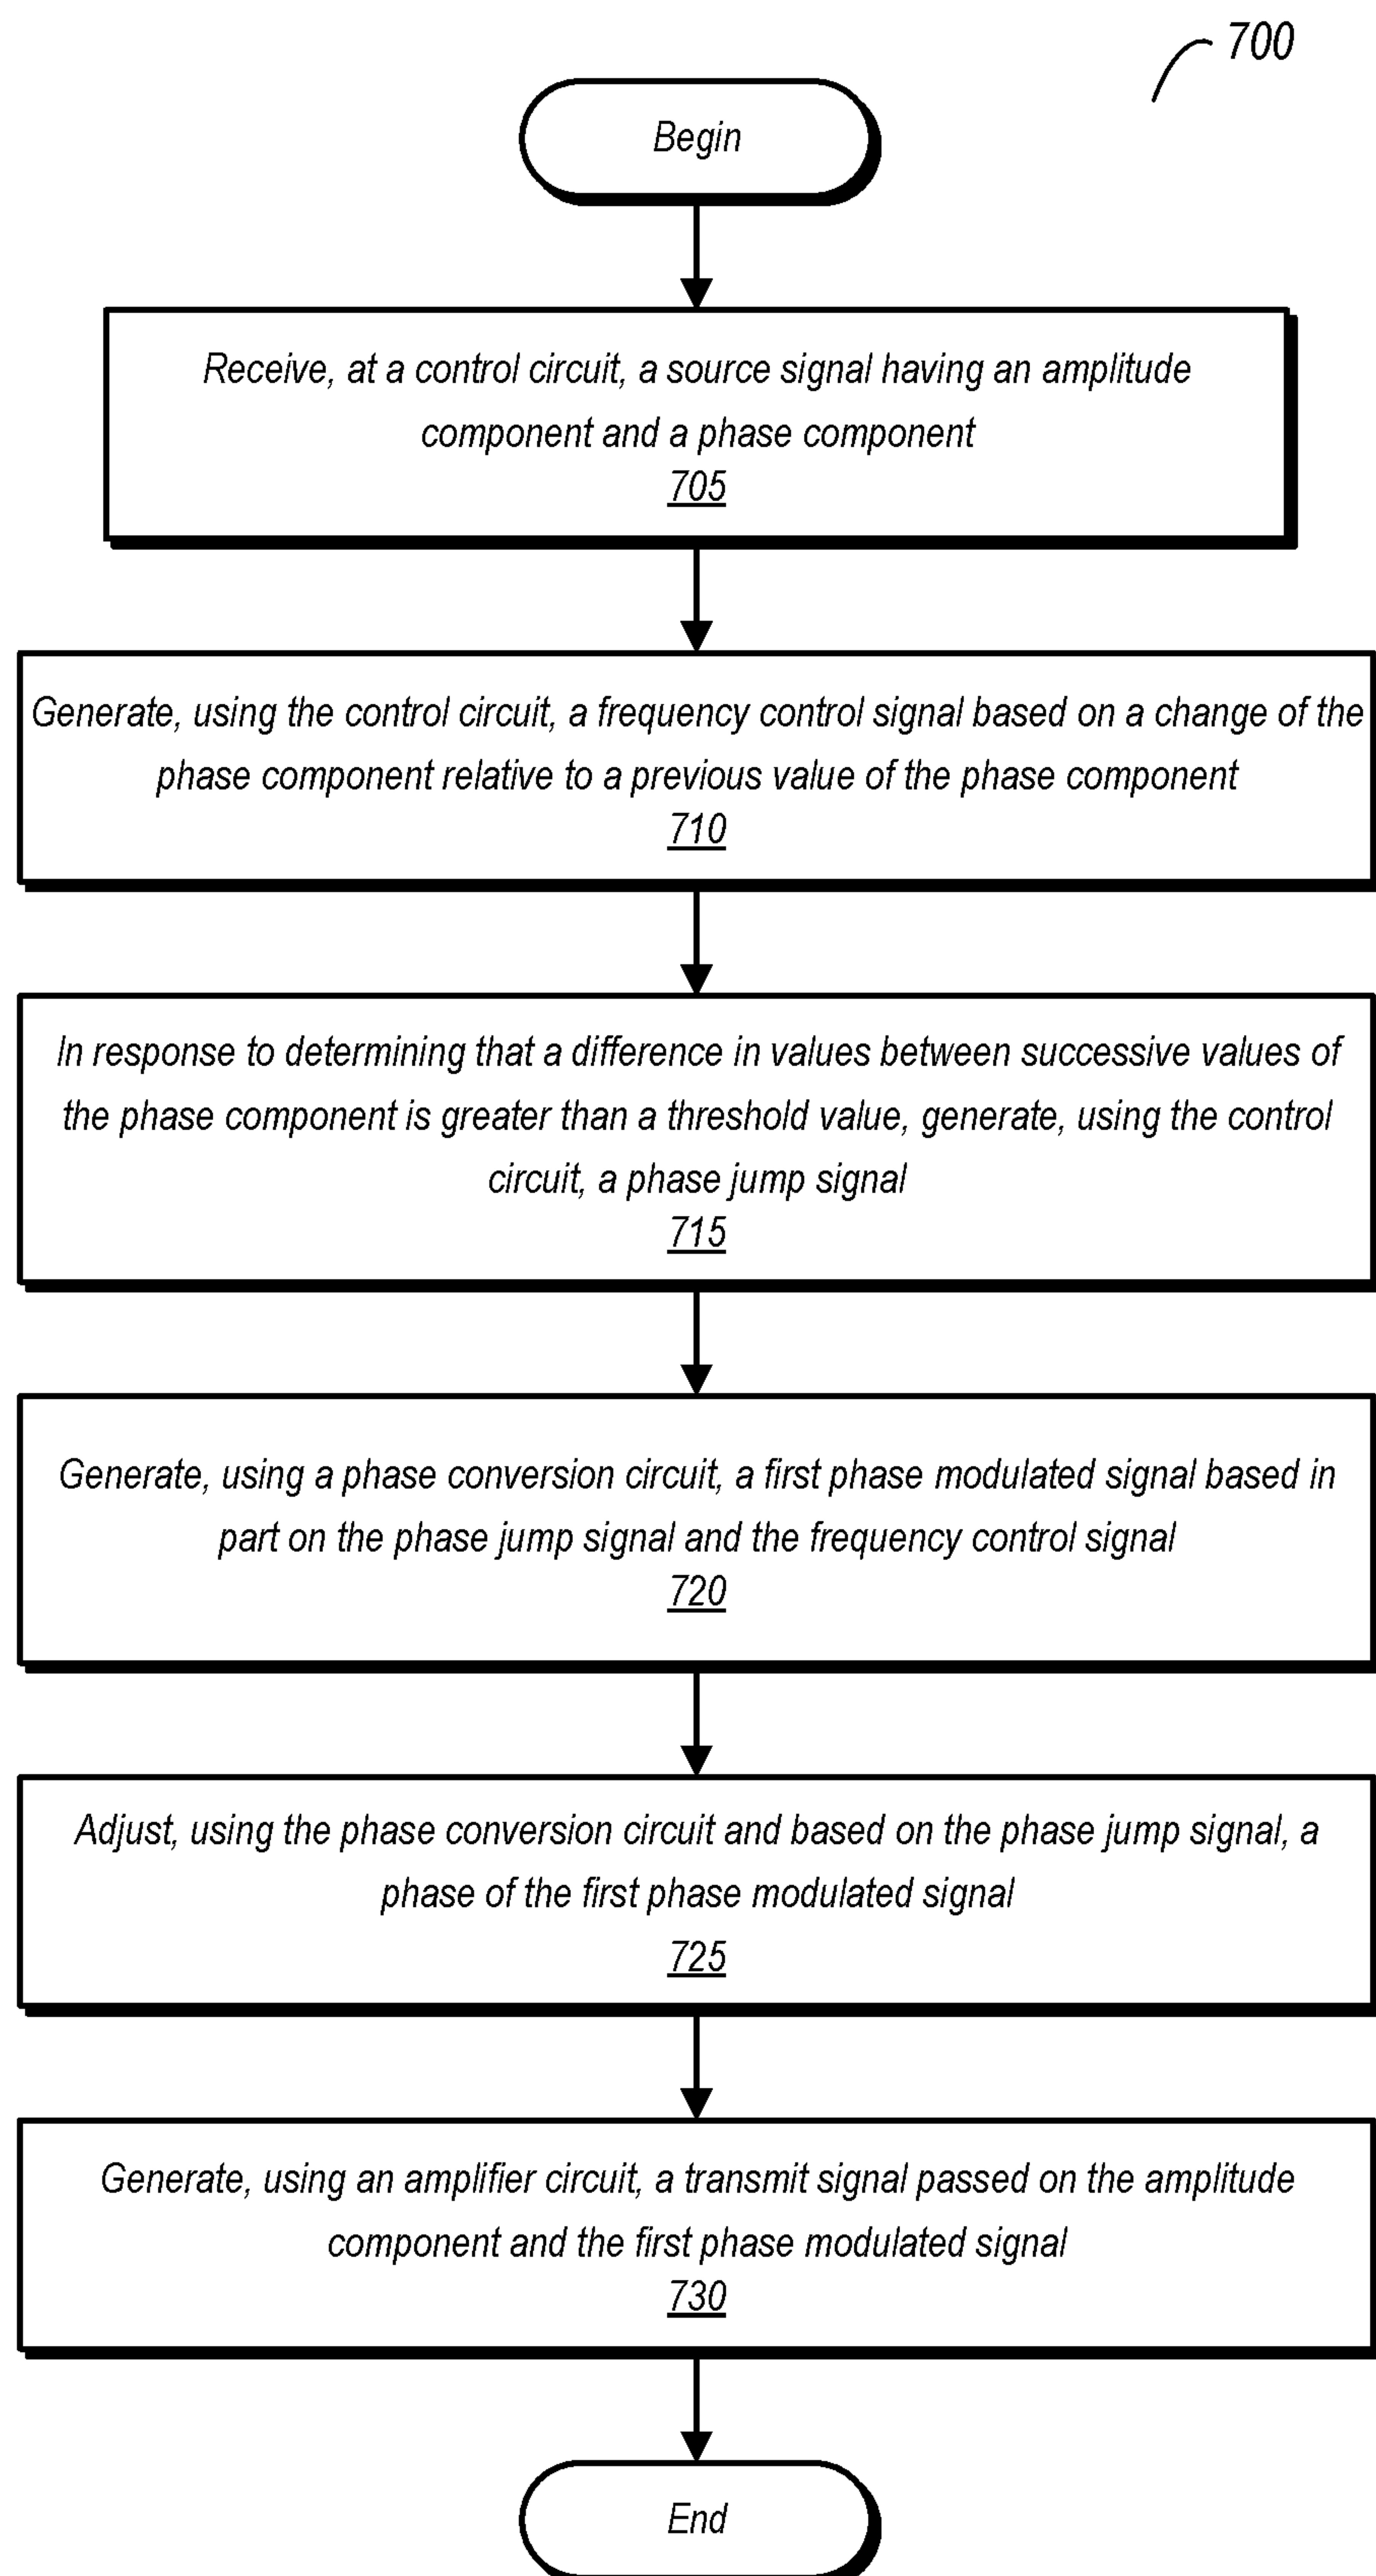 700
Begin
Receive, at a control circuit, a source signal having an amplitude
component and a phase component
705
Generate, using the control circuit, a frequency control signal based on a change of the
phase component relative to a previous value of the phase component
710
In response to determining that a difference in values between successive values of
the phase component is greater than a threshold value, generate, using the control
circuit, a phase jump signal
715
Generate, using a phase conversion circuit, a first phase modulated signal based in
part on the phase jump signal and the frequency control signal
720
Adjust, using the phase conversion circuit and based on the phase jump signal, a
phase of the first phase modulated signal
725
Generate, using an amplifier circuit, a transmit signal passed on the amplitude
component and the first phase modulated signal
730
End